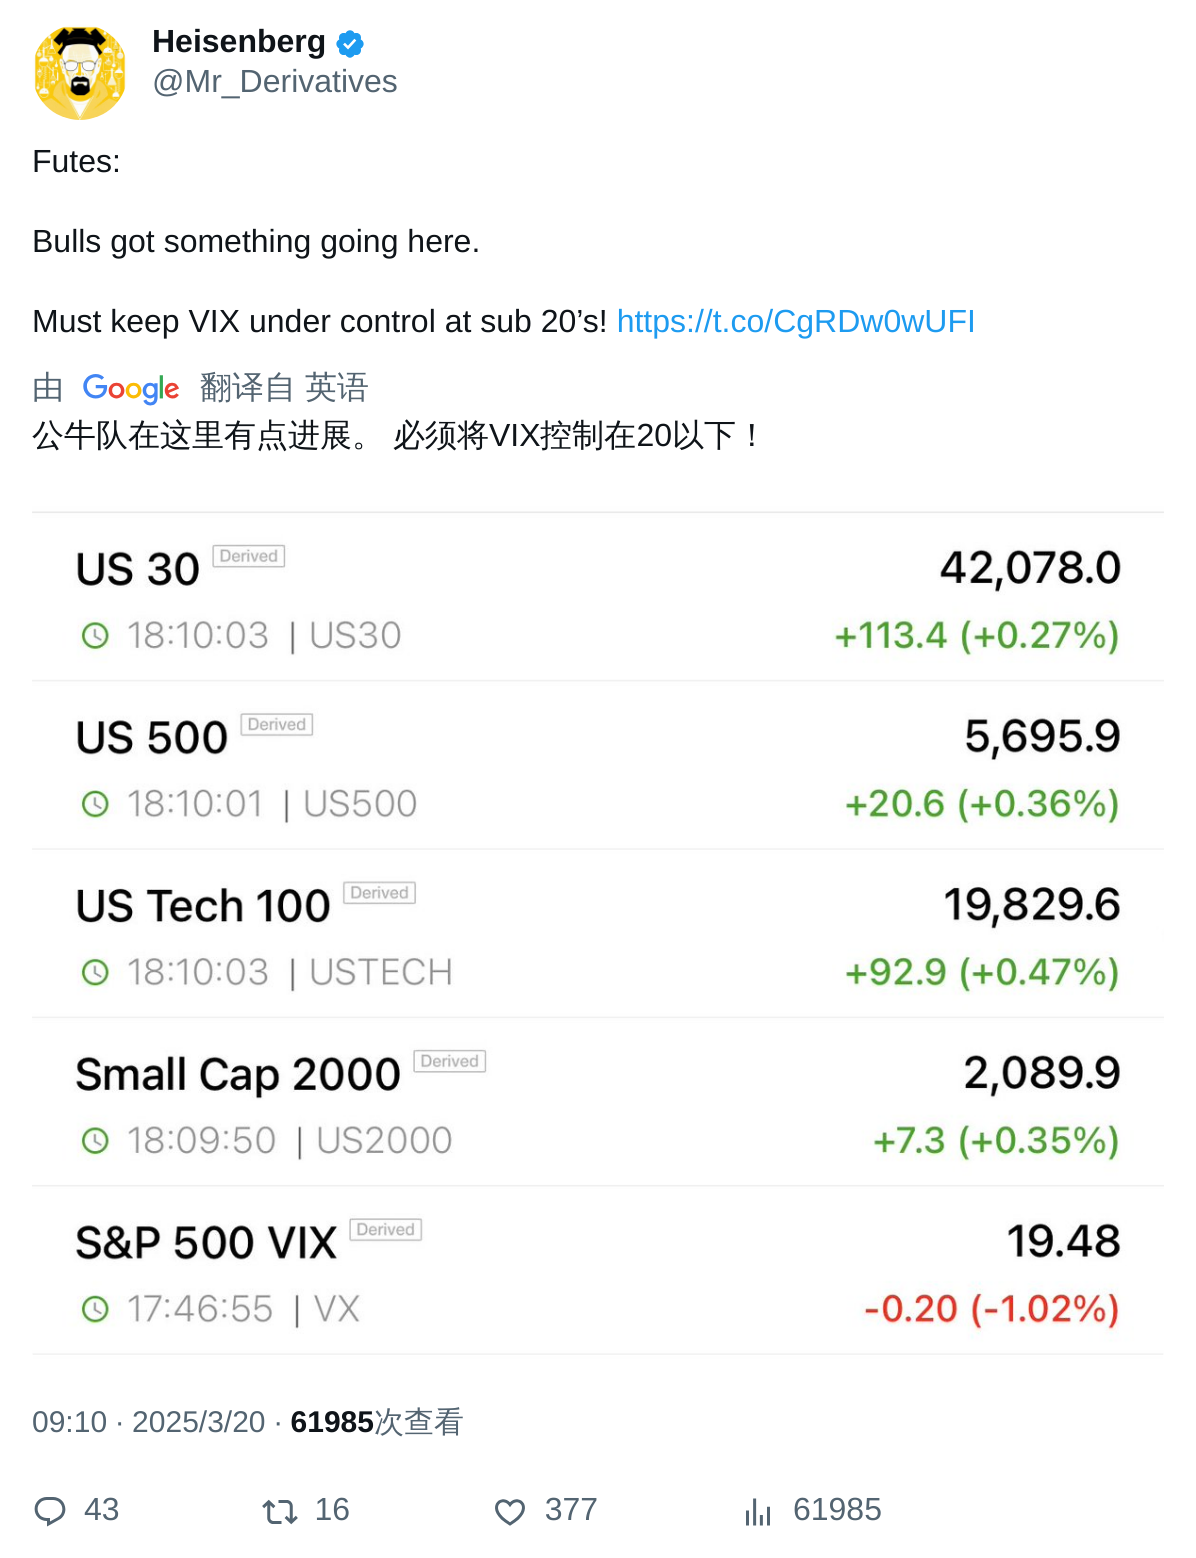 Heisenberg
@Mr_Derivatives
Futes:
Bulls got something going here.
Must keep VIX under control at sub 20’s! https://t.co/CgRDw0wUFI
由 Google 翻译自 英语
公牛队在这里有点进展。 必须将VIX控制在20以下！
US 30 Derived 42,078.0
18:10:03 | US30 +113.4 (+0.27%)
US 500 Derived 5,695.9
18:10:01 | US500 +20.6 (+0.36%)
US Tech 100 Derived 19,829.6
18:10:03 | USTECH +92.9 (+0.47%)
Small Cap 2000 Derived 2,089.9
18:09:50 | US2000 +7.3 (+0.35%)
S&P 500 VIX Derived 19.48
17:46:55 | VX -0.20 (-1.02%)
09:10 · 2025/3/20 · 61985次查看
43 16 377 61985